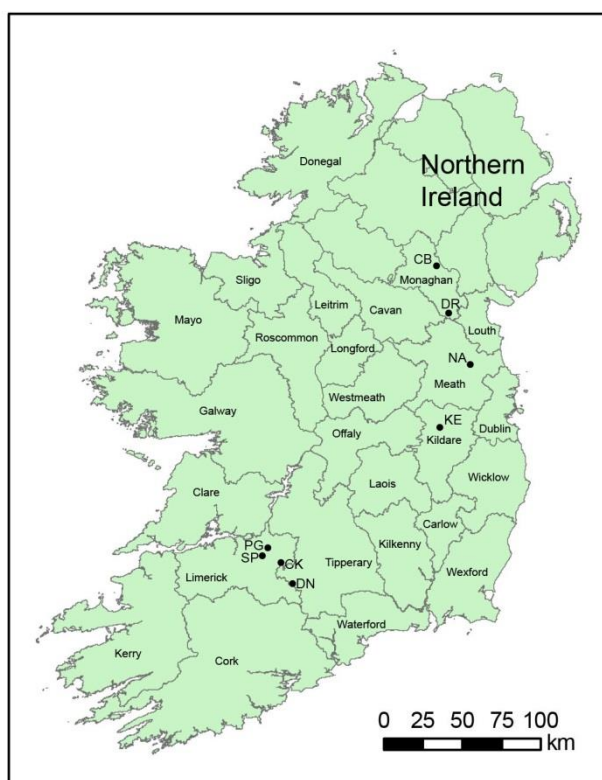 Donegal
Northern
Ireland
CB
Monaghan
Sligo
Leitrim
Cavan
DR
Louth
Mayo
Roscommon
Longford
NA
Meath
Westmeath
Galway
Offaly
KE
Kildare
Dublin
Laois
Wicklow
Clare
Carlow
PG
SP
CK
Kilkenny
Tipperary
Limerick
DN
Wexford
Waterford
Kerry
Cork
0 25 50 75 100
km